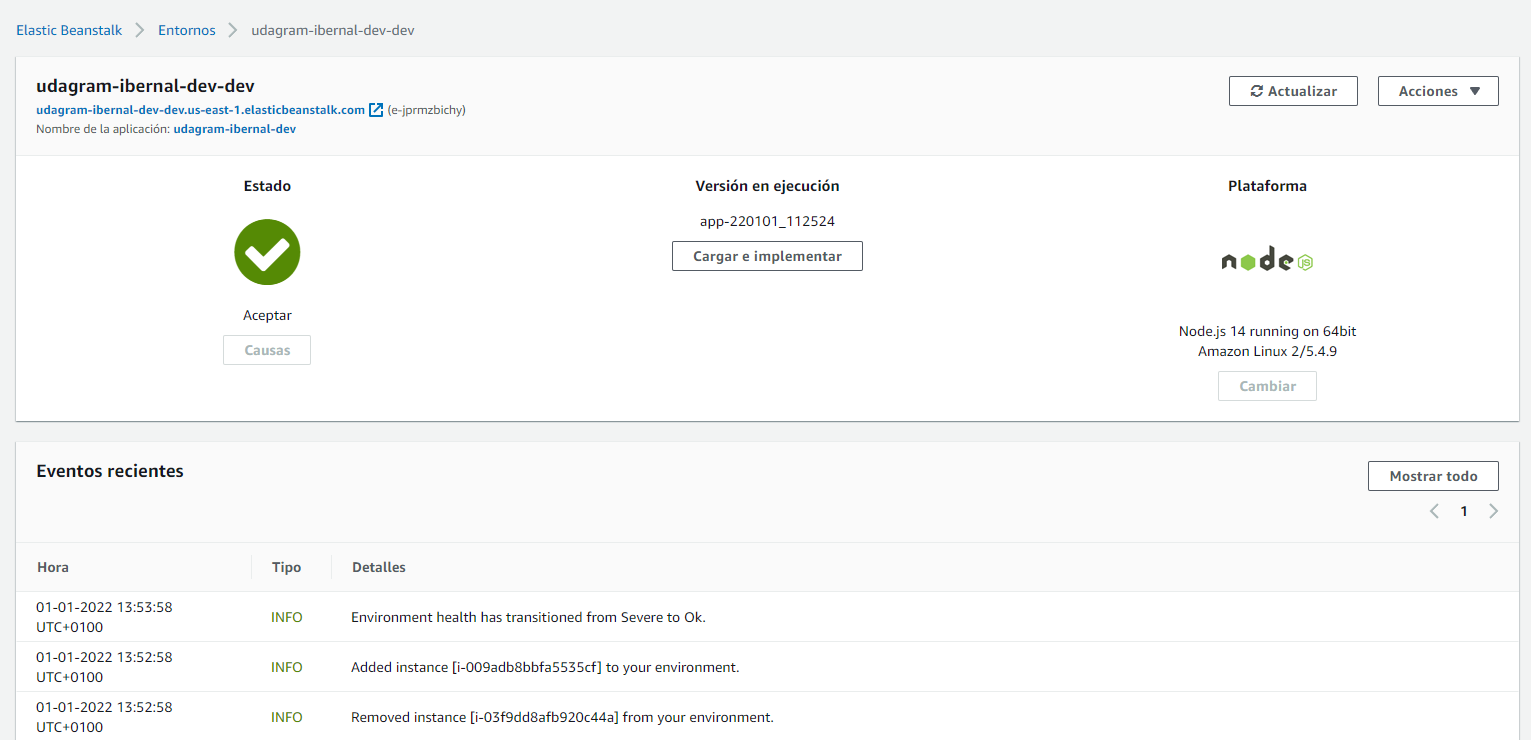 Elastic Beanstalk > Entornos > udagram-ibernal-dev-dev
udagram-ibernal-dev-dev
Actualizar
Acciones ▼
udagram-ibernal-dev-dev.us-east-1.elasticbeanstalk.com (e-jprmzbichy)
Nombre de la aplicación: udagram-ibernal-dev
Estado
Aceptar
Causas
Versión en ejecución
app-220101_112524
Cargar e implementar
Plataforma
node JS
Node.js 14 running on 64bit
Amazon Linux 2/5.4.9
Cambiar
Eventos recientes
Mostrar todo
< 1 >
Hora Tipo Detalles
01-01-2022 13:53:58
UTC+0100
INFO
Environment health has transitioned from Severe to Ok.
01-01-2022 13:52:58
UTC+0100
INFO
Added instance [i-009adb8bbfa5535cf] to your environment.
01-01-2022 13:52:58
UTC+0100
INFO
Removed instance [i-03f9dd8afb920c44a] from your environment.